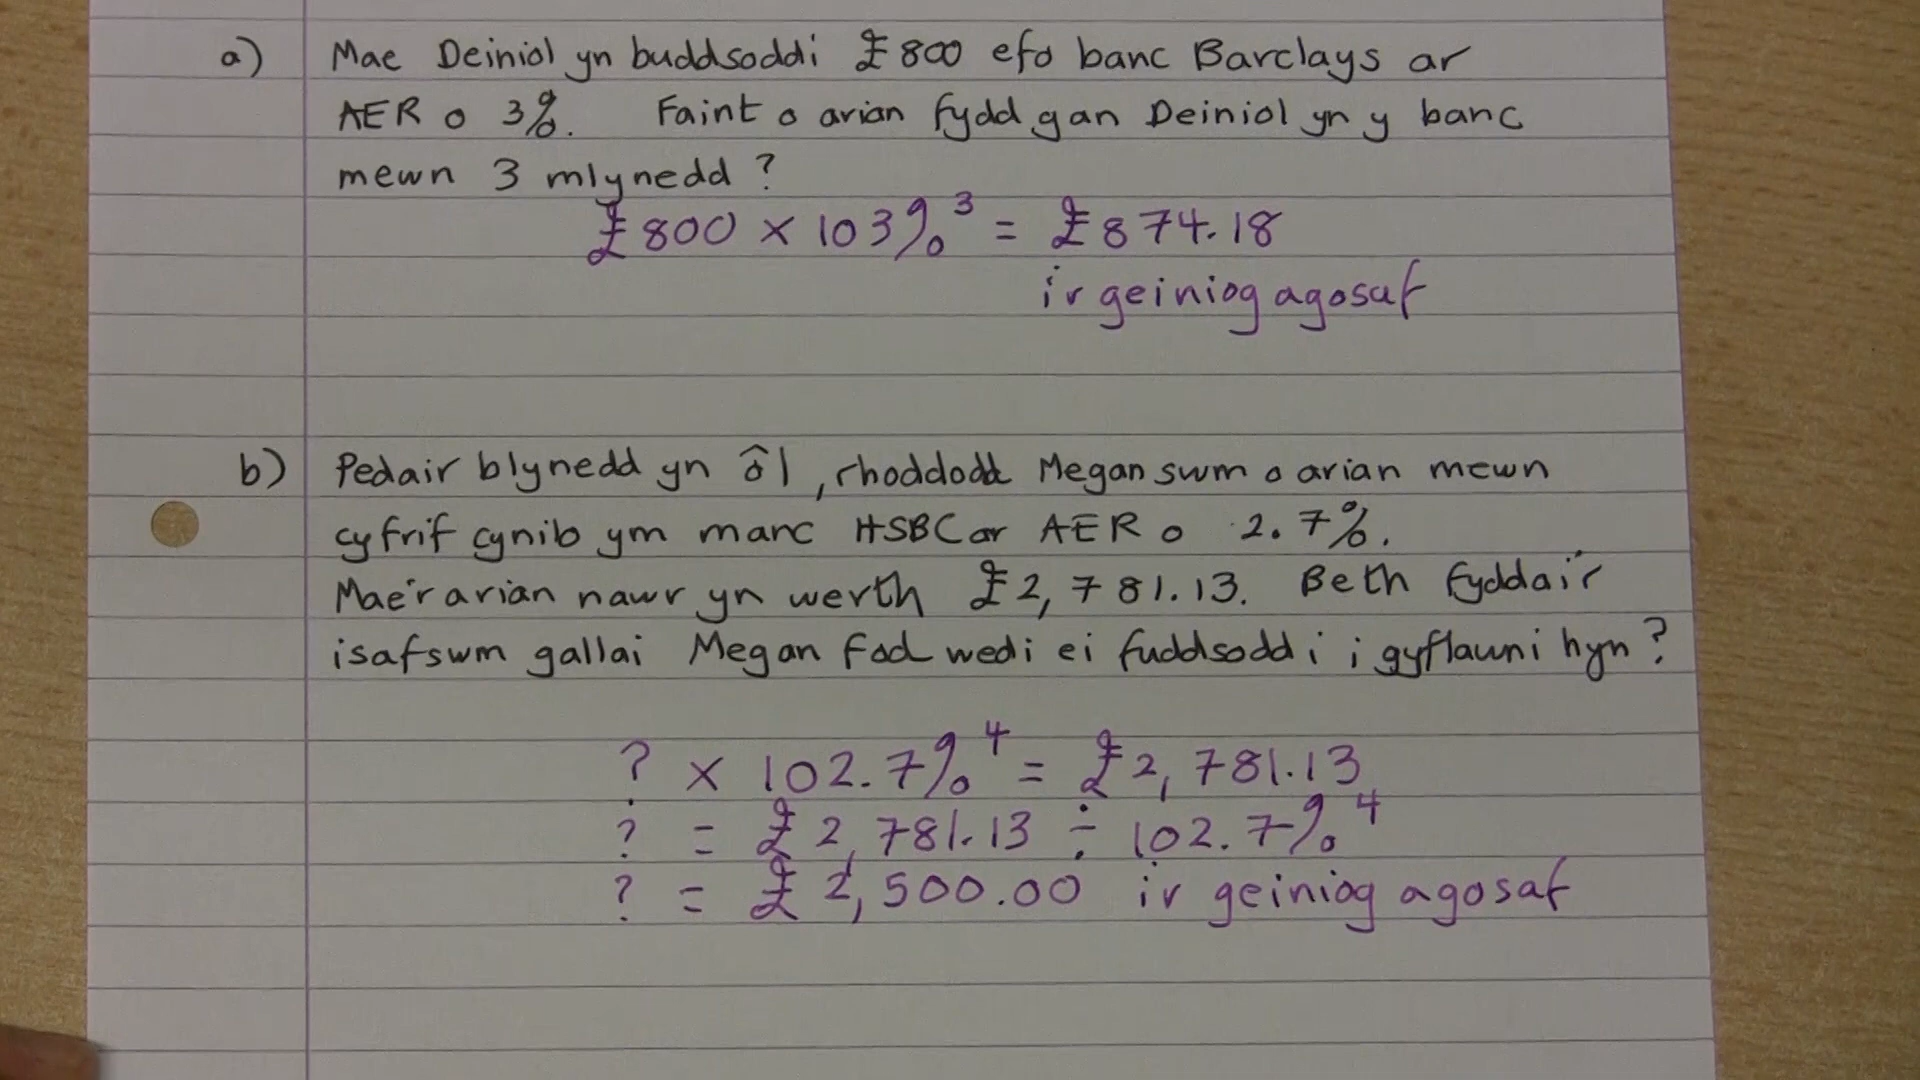 a) Mae Deiniol yn buddsoddi £800 efo banc Barclays ar
AER o 3%. Faint o arian fydd gan Deiniol yn y banc
mewn 3 mlynedd?
£800 × 103%³ = £874.18
i'r geiniog agosaf
b) Pedair blynedd yn ôl, rhoddodd Megan swm o arian mewn
cyfrif cynilo ym manc HSBC ar AER o 2.7%.
Mae'r arian nawr yn werth £2,781.13. Beth fydda'i'r
isafswm gallai Megan fod wedi ei fuddsoddi i gyflawni hyn?
? × 102.7%⁴ = £2,781.13
? = £2,781.13 ÷ 102.7%⁴
? = £2,500.00 i'r geiniog agosaf